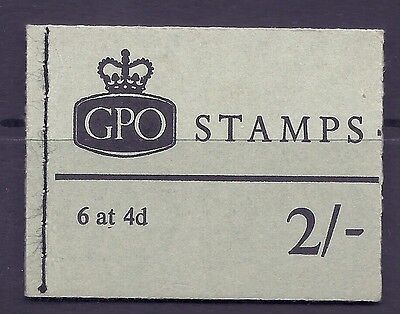 GPO STAMPS
6 at 4d 2/-